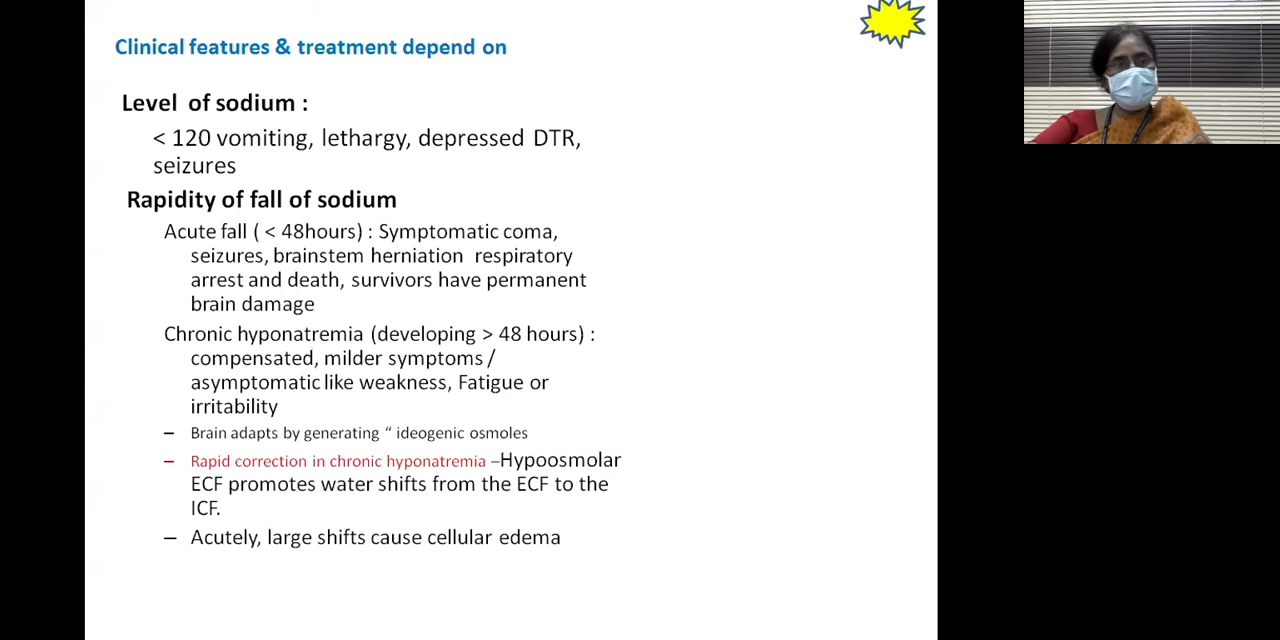 Clinical features & treatment depend on
Level of sodium :
< 120 vomiting, lethargy, depressed DTR,
seizures
Rapidity of fall of sodium
Acute fall ( < 48hours) : Symptomatic coma,
seizures, brainstem herniation respiratory
arrest and death, survivors have permanent
brain damage
Chronic hyponatremia (developing > 48 hours) :
compensated, milder symptoms /
asymptomatic like weakness, Fatigue or
irritability
– Brain adapts by generating “ ideogenic osmoles
– Rapid correction in chronic hyponatremia –Hypoosmolar
ECF promotes water shifts from the ECF to the
ICF.
– Acutely, large shifts cause cellular edema